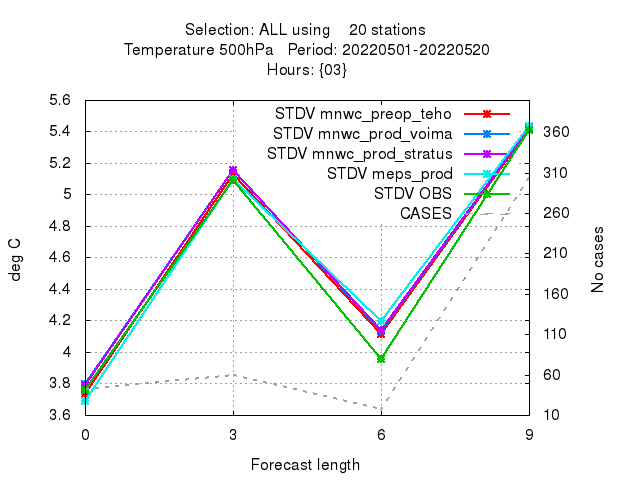 Selection: ALL using 20 stations
Temperature 500hPa Period: 20220501-20220520
Hours: {03}
STDV mnwc_preop_teho
STDV mnwc_prod_voima
STDV mnwc_prod_stratus
STDV meps_prod
STDV OBS
CASES
5.6
5.4
5.2
5
4.8
4.6
4.4
4.2
4
3.8
3.6
deg C
360
310
260
210
160
110
60
10
No cases
0 3 6 9
Forecast length